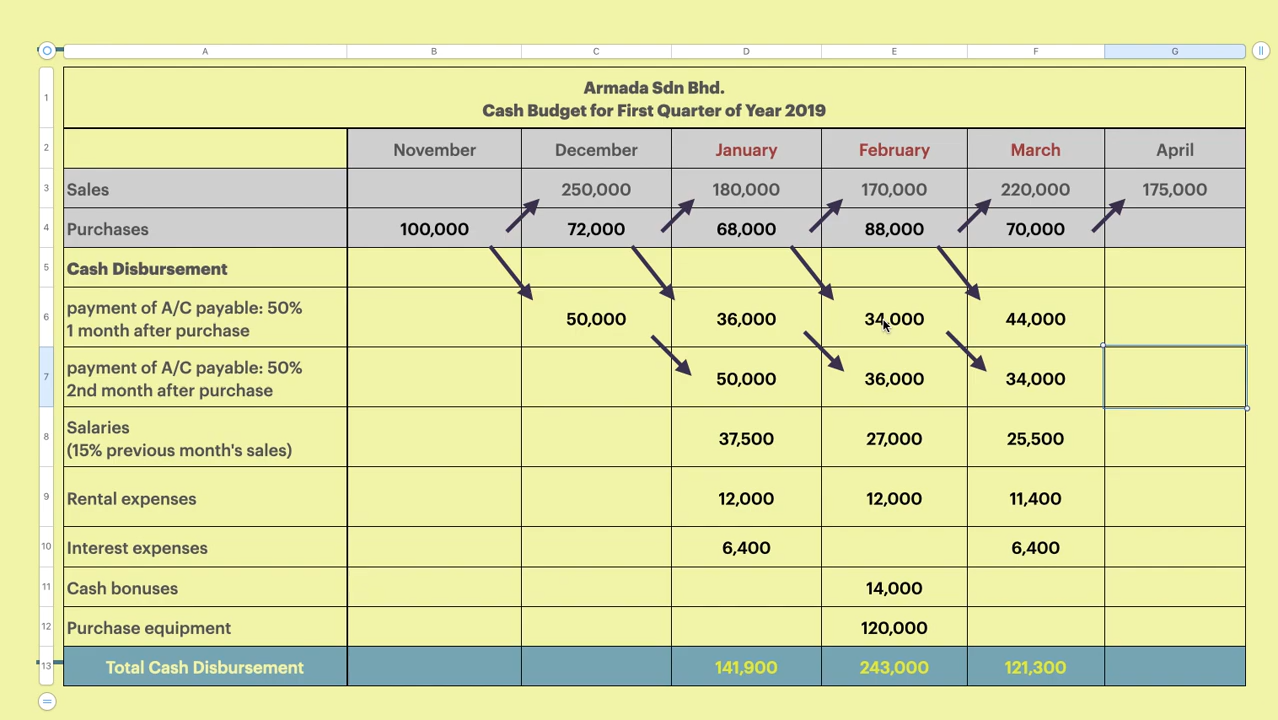 A B C D E F G
1 Armada Sdn Bhd.
Cash Budget for First Quarter of Year 2019
2 November December January February March April
3 Sales 250,000 180,000 170,000 220,000 175,000
4 Purchases 100,000 72,000 68,000 88,000 70,000
5 Cash Disbursement
6 payment of A/C payable: 50%
1 month after purchase 50,000 36,000 34,000 44,000
7 payment of A/C payable: 50%
2nd month after purchase 50,000 36,000 34,000
8 Salaries
(15% previous month's sales) 37,500 27,000 25,500
9 Rental expenses 12,000 12,000 11,400
10 Interest expenses 6,400 6,400
11 Cash bonuses 14,000
12 Purchase equipment 120,000
13 Total Cash Disbursement 141,900 243,000 121,300